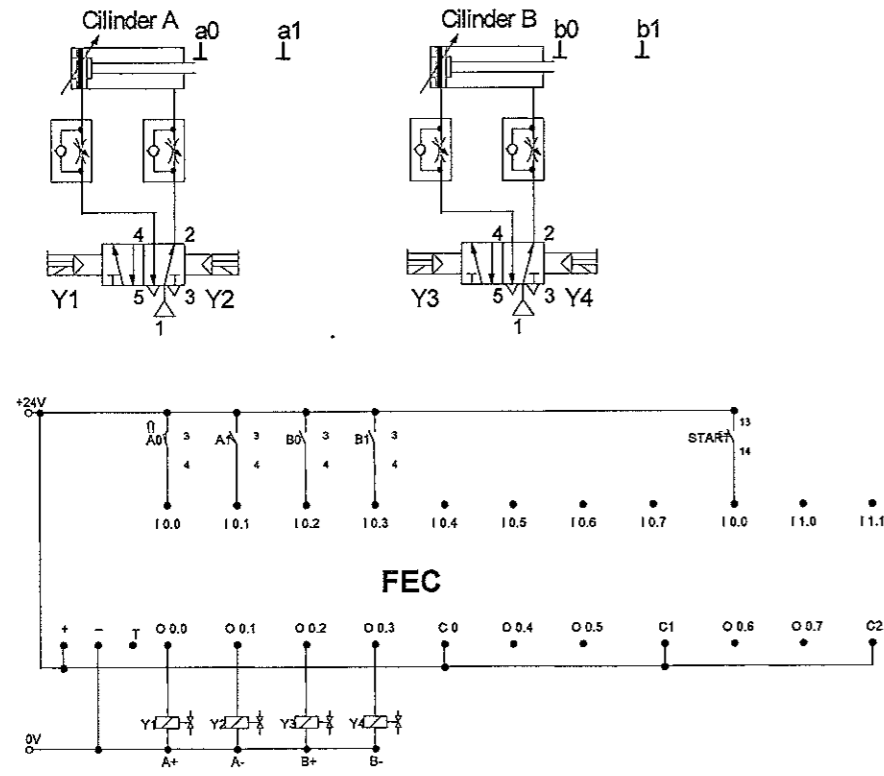 Cilinder A a0 a1 Cilinder B b0 b1
4 2 4 2
Y1 5 3 Y2 Y3 5 3 Y4
1 1
+24V
13
A0 3 A1 3 B0 3 B1 3 START
4 4 4 4 14
I 0.0 I 0.1 I 0.2 I 0.3 I 0.4 I 0.5 I 0.6 I 0.7 I 0.0 I 1.0 I 1.1
FEC
+ – T O 0.0 O 0.1 O 0.2 O 0.3 C 0 O 0.4 O 0.5 C1 O 0.6 O 0.7 C2
Y1 Y2 Y3 Y4
0V
A+ A- B+ B-